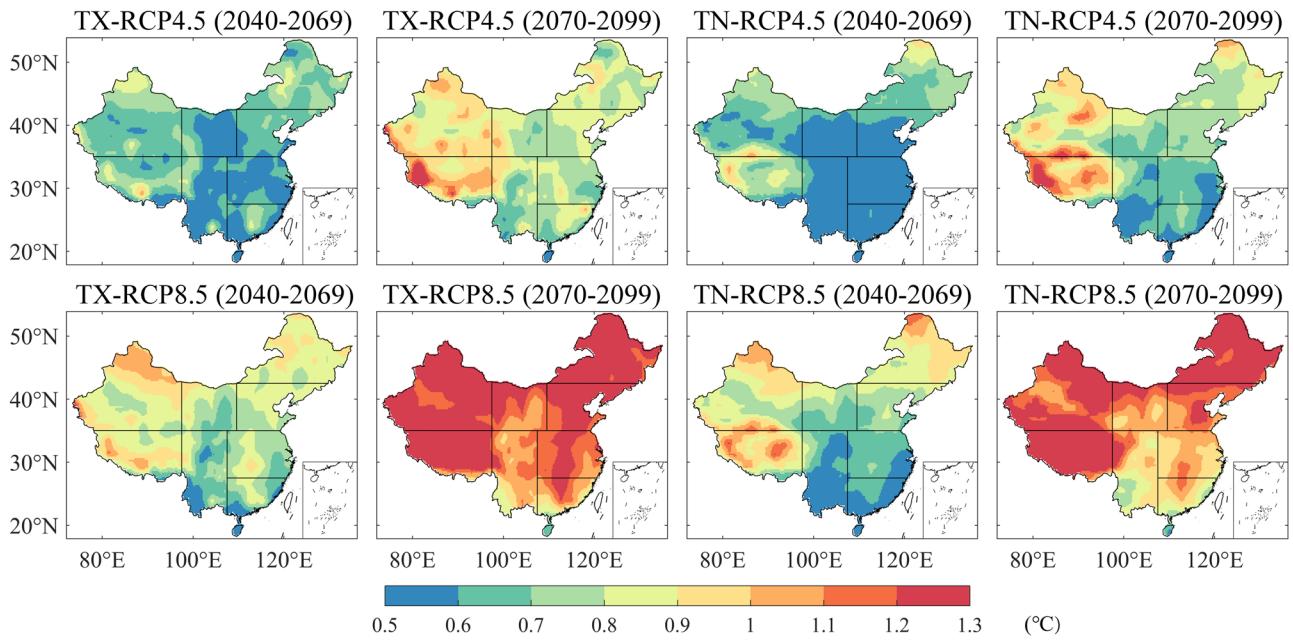 TX-RCP4.5 (2040-2069) TX-RCP4.5 (2070-2099) TN-RCP4.5 (2040-2069) TN-RCP4.5 (2070-2099)
50°N
40°N
30°N
20°N
TX-RCP8.5 (2040-2069) TX-RCP8.5 (2070-2099) TN-RCP8.5 (2040-2069) TN-RCP8.5 (2070-2099)
50°N
40°N
30°N
20°N
80°E 100°E 120°E 80°E 100°E 120°E 80°E 100°E 120°E 80°E 100°E 120°E
0.5 0.6 0.7 0.8 0.9 1 1.1 1.2 1.3 (℃)